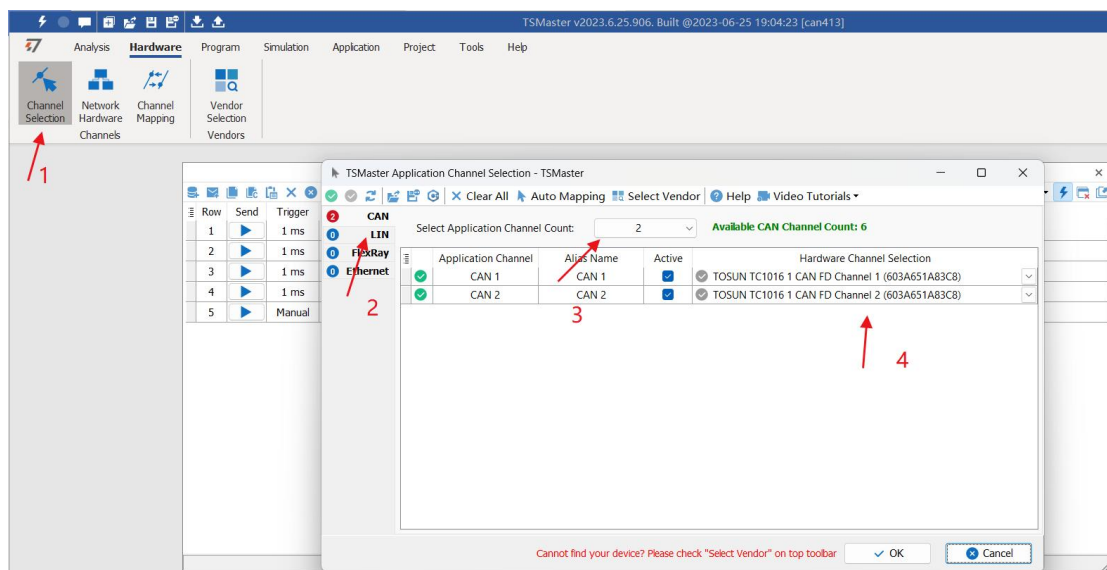 TSMaster v2023.6.25.906. Built @2023-06-25 19:04:23 [can413]
Analysis Hardware Program Simulation Application Project Tools Help
Channel Selection
Network Hardware
Channel Mapping
Vendor Selection
Channels
Vendors
1
TSMaster Application Channel Selection - TSMaster
Clear All Auto Mapping Select Vendor Help Video Tutorials
Row Send Trigger
1 1 ms
2 1 ms
3 1 ms
4 1 ms
5 Manual
2 CAN
0 LIN
0 FlexRay
0 Ethernet
2
Select Application Channel Count: 2 Available CAN Channel Count: 6
Application Channel Alias Name Active Hardware Channel Selection
CAN 1 CAN 1 TOSUN TC1016 1 CAN FD Channel 1 (603A651A83C8)
CAN 2 CAN 2 TOSUN TC1016 1 CAN FD Channel 2 (603A651A83C8)
3
4
Cannot find your device? Please check "Select Vendor" on top toolbar
OK
Cancel